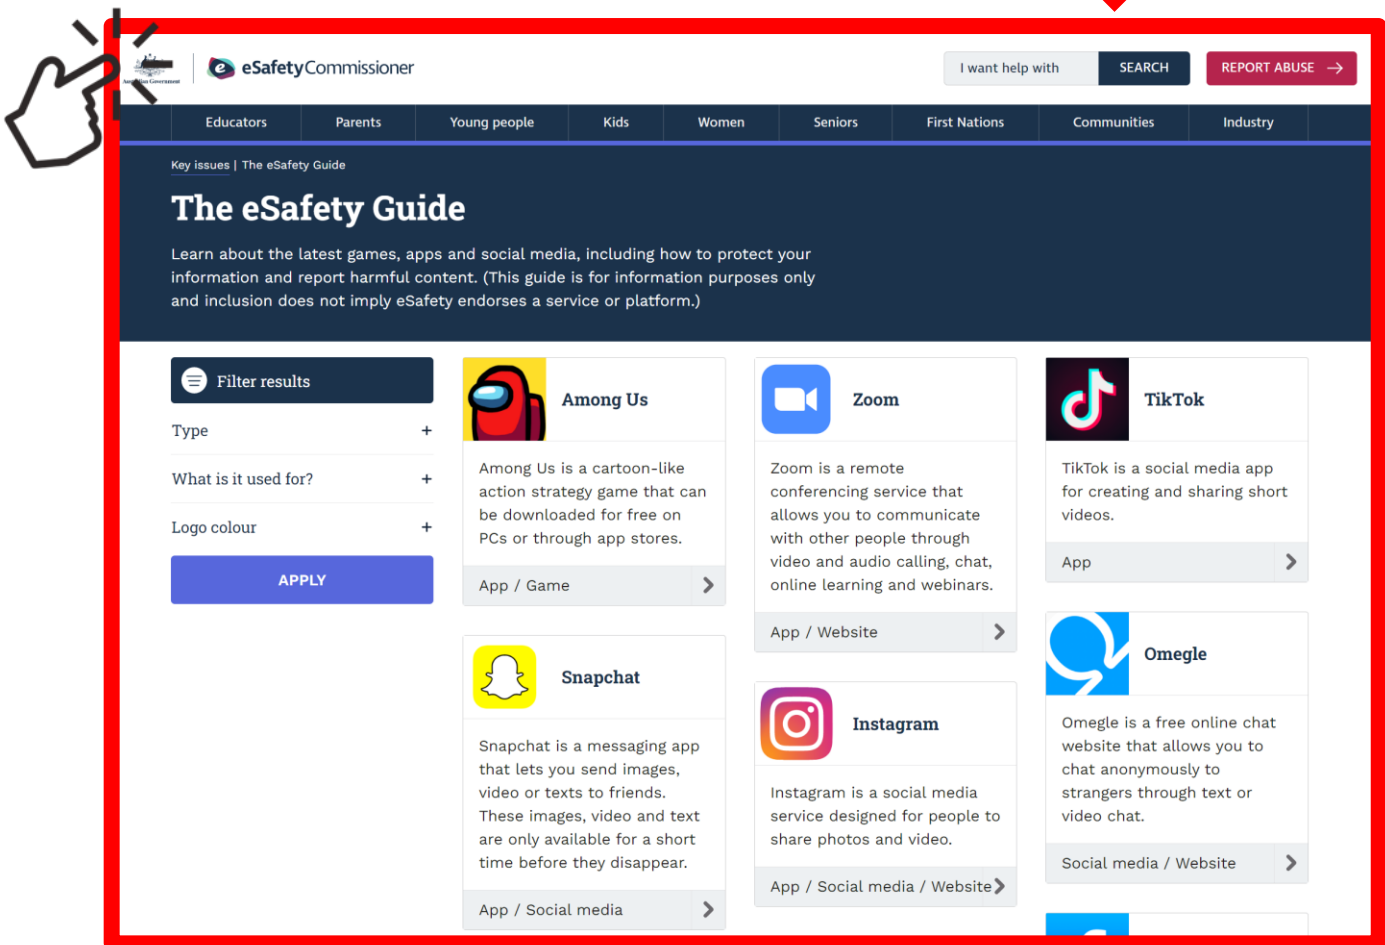 Australian Government
eSafetyCommissioner
I want help with
SEARCH
REPORT ABUSE →
Educators
Parents
Young people
Kids
Women
Seniors
First Nations
Communities
Industry
Key issues | The eSafety Guide
The eSafety Guide
Learn about the latest games, apps and social media, including how to protect your
information and report harmful content. (This guide is for information purposes only
and inclusion does not imply eSafety endorses a service or platform.)
Filter results
Type +
What is it used for? +
Logo colour +
APPLY
Among Us
Among Us is a cartoon-like
action strategy game that can
be downloaded for free on
PCs or through app stores.
App / Game
Zoom
Zoom is a remote
conferencing service that
allows you to communicate
with other people through
video and audio calling, chat,
online learning and webinars.
App / Website
TikTok
TikTok is a social media app
for creating and sharing short
videos.
App
Snapchat
Snapchat is a messaging app
that lets you send images,
video or texts to friends.
These images, video and text
are only available for a short
time before they disappear.
App / Social media
Instagram
Instagram is a social media
service designed for people to
share photos and video.
App / Social media / Website
Omegle
Omegle is a free online chat
website that allows you to
chat anonymously to
strangers through text or
video chat.
Social media / Website